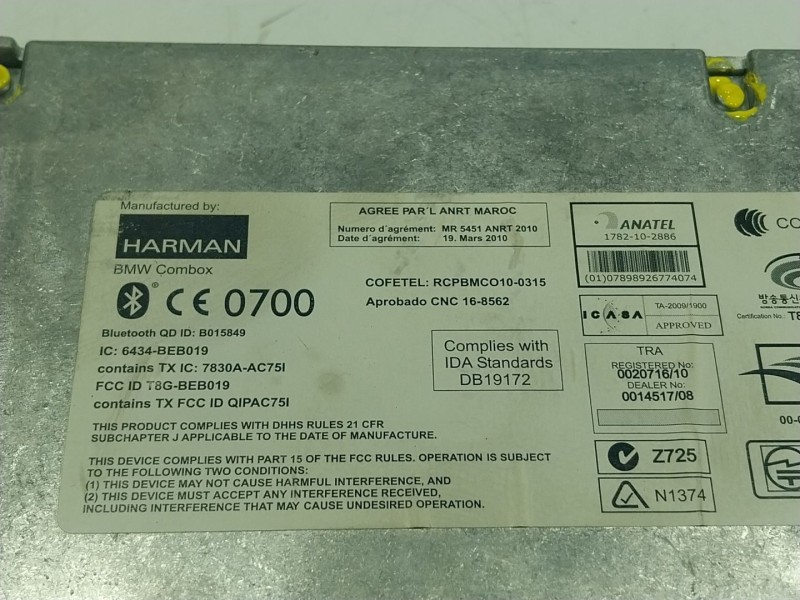 Manufactured by:
HARMAN
BMW Combox
CE 0700
Bluetooth QD ID: B015849
IC: 6434-BEB019
contains TX IC: 7830A-AC75I
FCC ID T8G-BEB019
contains TX FCC ID QIPAC75I
THIS PRODUCT COMPLIES WITH DHHS RULES 21 CFR
SUBCHAPTER J APPLICABLE TO THE DATE OF MANUFACTURE.
THIS DEVICE COMPLIES WITH PART 15 OF THE FCC RULES. OPERATION IS SUBJECT
TO THE FOLLOWING TWO CONDITIONS:
(1) THIS DEVICE MAY NOT CAUSE HARMFUL INTERFERENCE, AND
(2) THIS DEVICE MUST ACCEPT ANY INTERFERENCE RECEIVED,
INCLUDING INTERFERENCE THAT MAY CAUSE UNDESIRED OPERATION.
AGREE PAR´L ANRT MAROC
Numero d´agrément: MR 5451 ANRT 2010
Date d´agrément: 19. Mars 2010
COFETEL: RCPBMCO10-0315
Aprobado CNC 16-8562
Complies with
IDA Standards
DB19172
ANATEL
1782-10-2886
(01)07898926774074
ICASA
TA-2009/1900
APPROVED
TRA
REGISTERED No:
0020716/10
DEALER No:
0014517/08
Z725
N1374
방송통신
Certification No.: T8